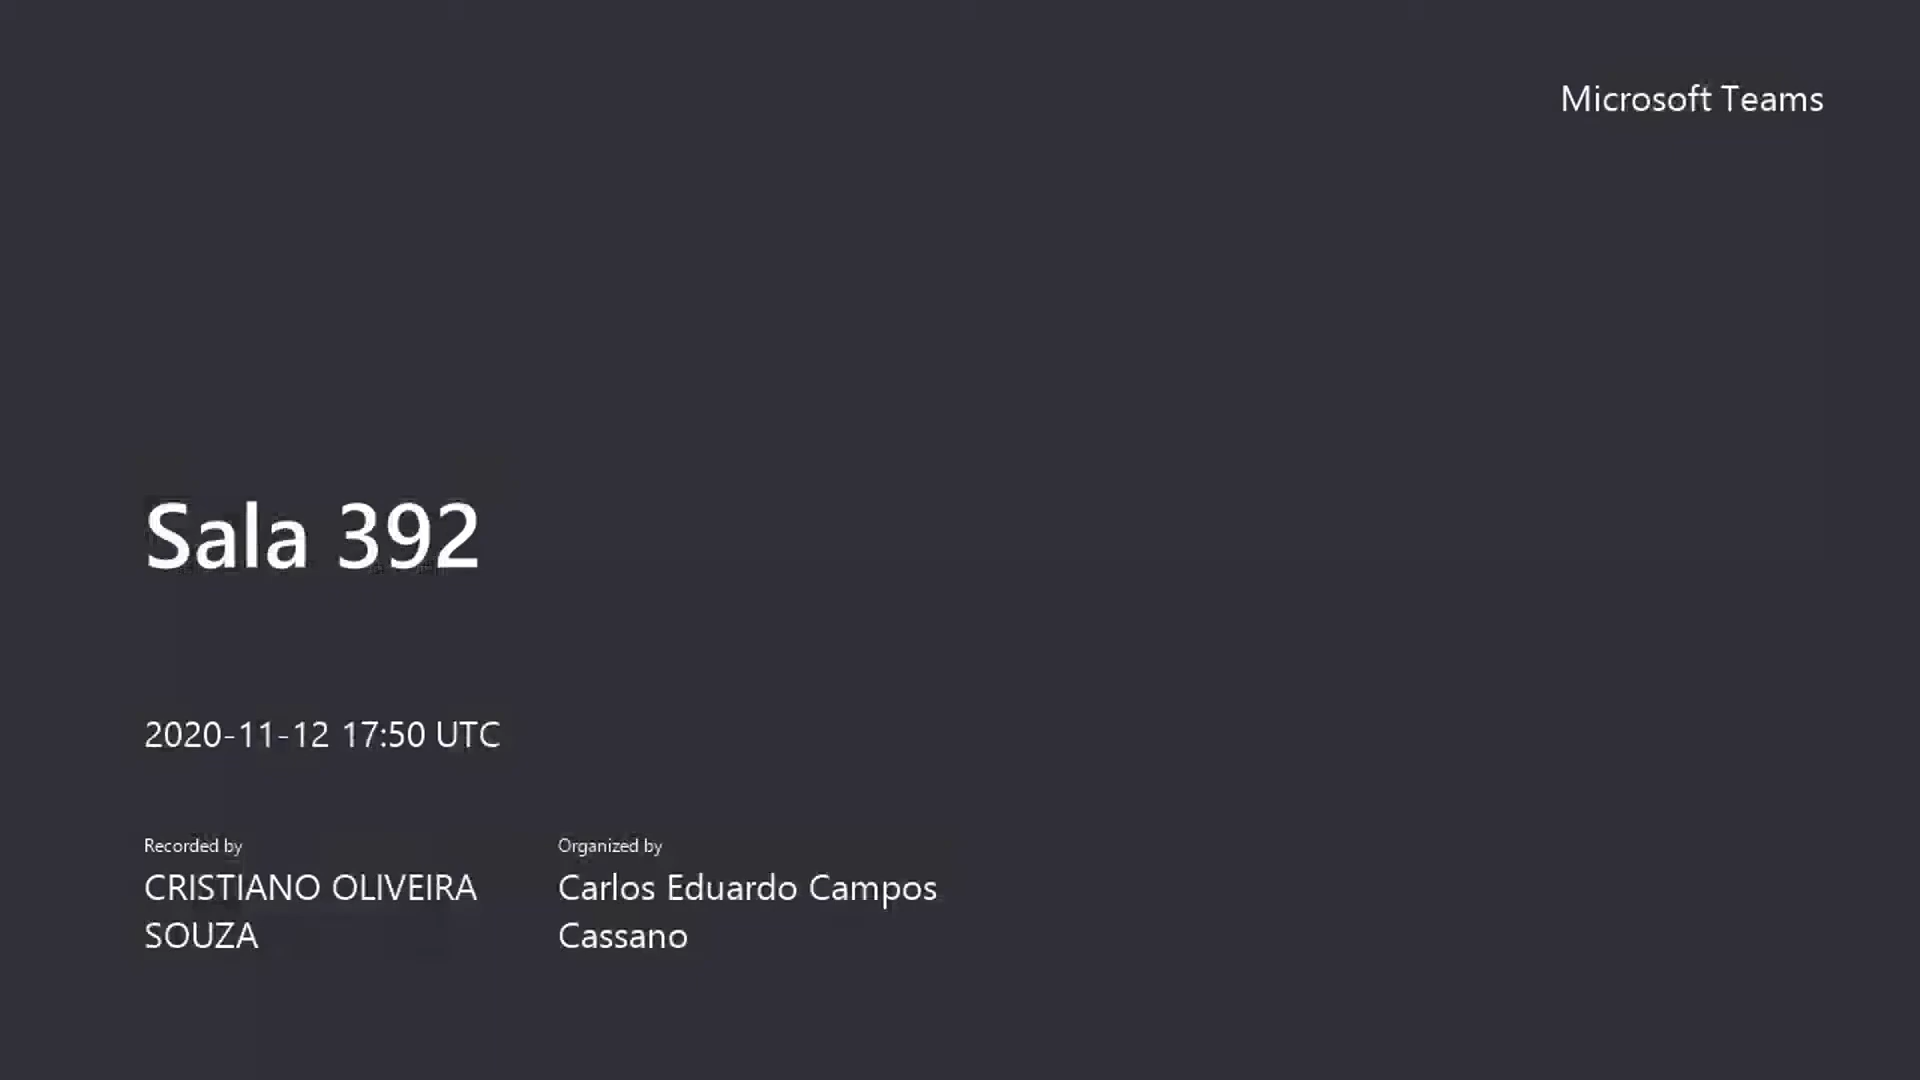 Microsoft Teams
Sala 392
2020-11-12 17:50 UTC
Recorded by
CRISTIANO OLIVEIRA
SOUZA
Organized by
Carlos Eduardo Campos
Cassano